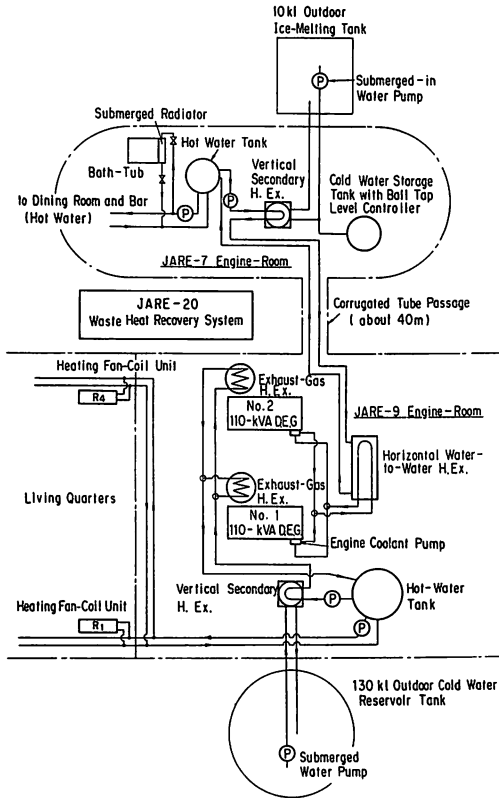 10 kl Outdoor
Ice-Melting Tank
P
Submerged-in
Water Pump
Submerged Radiator
Hot Water Tank
Bath-Tub
Vertical
Secondary
H. Ex.
Cold Water Storage
Tank with Ball Tap
Level Controller
to Dining Room and Bar
(Hot Water)
P
P
P
JARE-7 Engine-Room
JARE-20
Waste Heat Recovery System
Corrugated Tube Passage
(about 40m)
Heating Fan-Coil Unit
R4
Exhaust-Gas
H. Ex.
No. 2
110-kVA D.E.G
JARE-9 Engine-Room
Horizontal Water-
to-Water H.Ex.
Living Quarters
Exhaust-Gas
H. Ex.
No. 1
110-kVA D.E.G
Engine Coolant Pump
Vertical Secondary
H. Ex.
P
Hot-Water
Tank
P
Heating Fan-Coil Unit
R1
130 kl Outdoor Cold Water
Reservoir Tank
P
Submerged
Water Pump